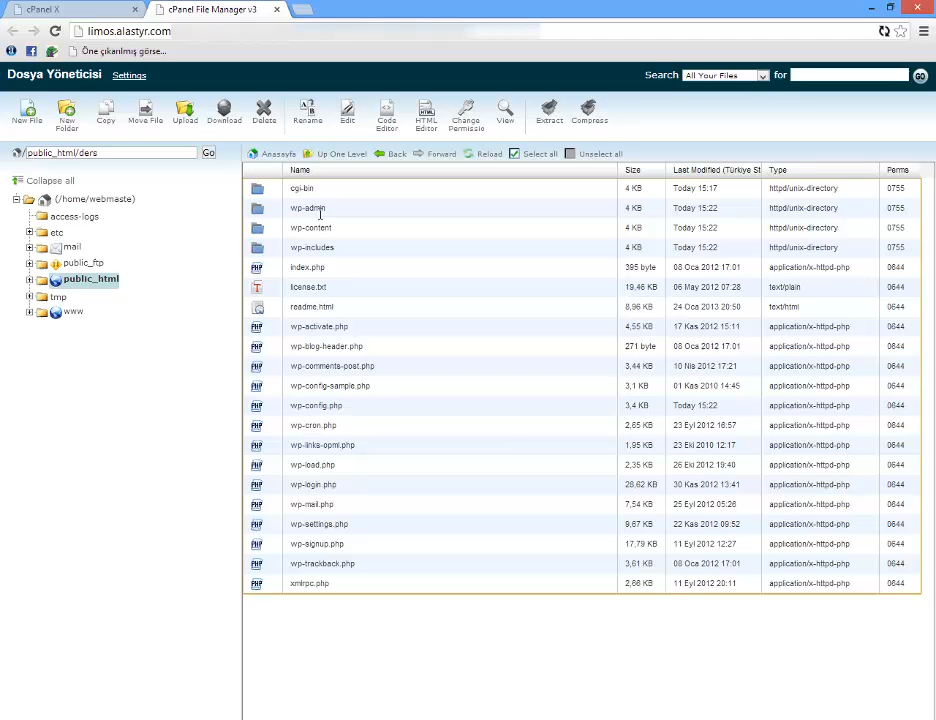 cPanel X
cPanel File Manager v3
limos.alastyr.com
Öne çıkarılmış görse...
Dosya Yöneticisi Settings
Search All Your Files for GO
New File
New Folder
Copy
Move File
Upload
Download
Delete
Rename
Edit
Code Editor
HTML Editor
Change Permissio
View
Extract
Compress
/ public_html/ders Go
Anasayfa Up One Level Back Forward Reload Select all Unselect all
Collapse all
(/home/webmaste)
access-logs
etc
mail
public_ftp
public_html
tmp
www
Name Size Last Modified (Türkiye St Type Perms
cgi-bin 4 KB Today 15:17 httpd/unix-directory 0755
wp-admin 4 KB Today 15:22 httpd/unix-directory 0755
wp-content 4 KB Today 15:22 httpd/unix-directory 0755
wp-includes 4 KB Today 15:22 httpd/unix-directory 0755
PHP index.php 395 byte 08 Oca 2012 17:01 application/x-httpd-php 0644
T license.txt 19,46 KB 06 May 2012 07:28 text/plain 0644
readme.html 8,96 KB 24 Oca 2013 20:50 text/html 0644
PHP wp-activate.php 4,55 KB 17 Kas 2012 15:11 application/x-httpd-php 0644
PHP wp-blog-header.php 271 byte 08 Oca 2012 17:01 application/x-httpd-php 0644
PHP wp-comments-post.php 3,44 KB 10 Nis 2012 17:21 application/x-httpd-php 0644
PHP wp-config-sample.php 3,1 KB 01 Kas 2010 14:45 application/x-httpd-php 0644
PHP wp-config.php 3,4 KB Today 15:22 application/x-httpd-php 0644
PHP wp-cron.php 2,65 KB 23 Eyl 2012 16:57 application/x-httpd-php 0644
PHP wp-links-opml.php 1,95 KB 23 Eki 2010 12:17 application/x-httpd-php 0644
PHP wp-load.php 2,35 KB 26 Eki 2012 19:40 application/x-httpd-php 0644
PHP wp-login.php 28,62 KB 30 Kas 2012 13:41 application/x-httpd-php 0644
PHP wp-mail.php 7,54 KB 25 Eyl 2012 05:26 application/x-httpd-php 0644
PHP wp-settings.php 9,67 KB 22 Kas 2012 09:52 application/x-httpd-php 0644
PHP wp-signup.php 17,79 KB 11 Eyl 2012 12:27 application/x-httpd-php 0644
PHP wp-trackback.php 3,61 KB 08 Oca 2012 17:01 application/x-httpd-php 0644
PHP xmlrpc.php 2,66 KB 11 Eyl 2012 20:11 application/x-httpd-php 0644